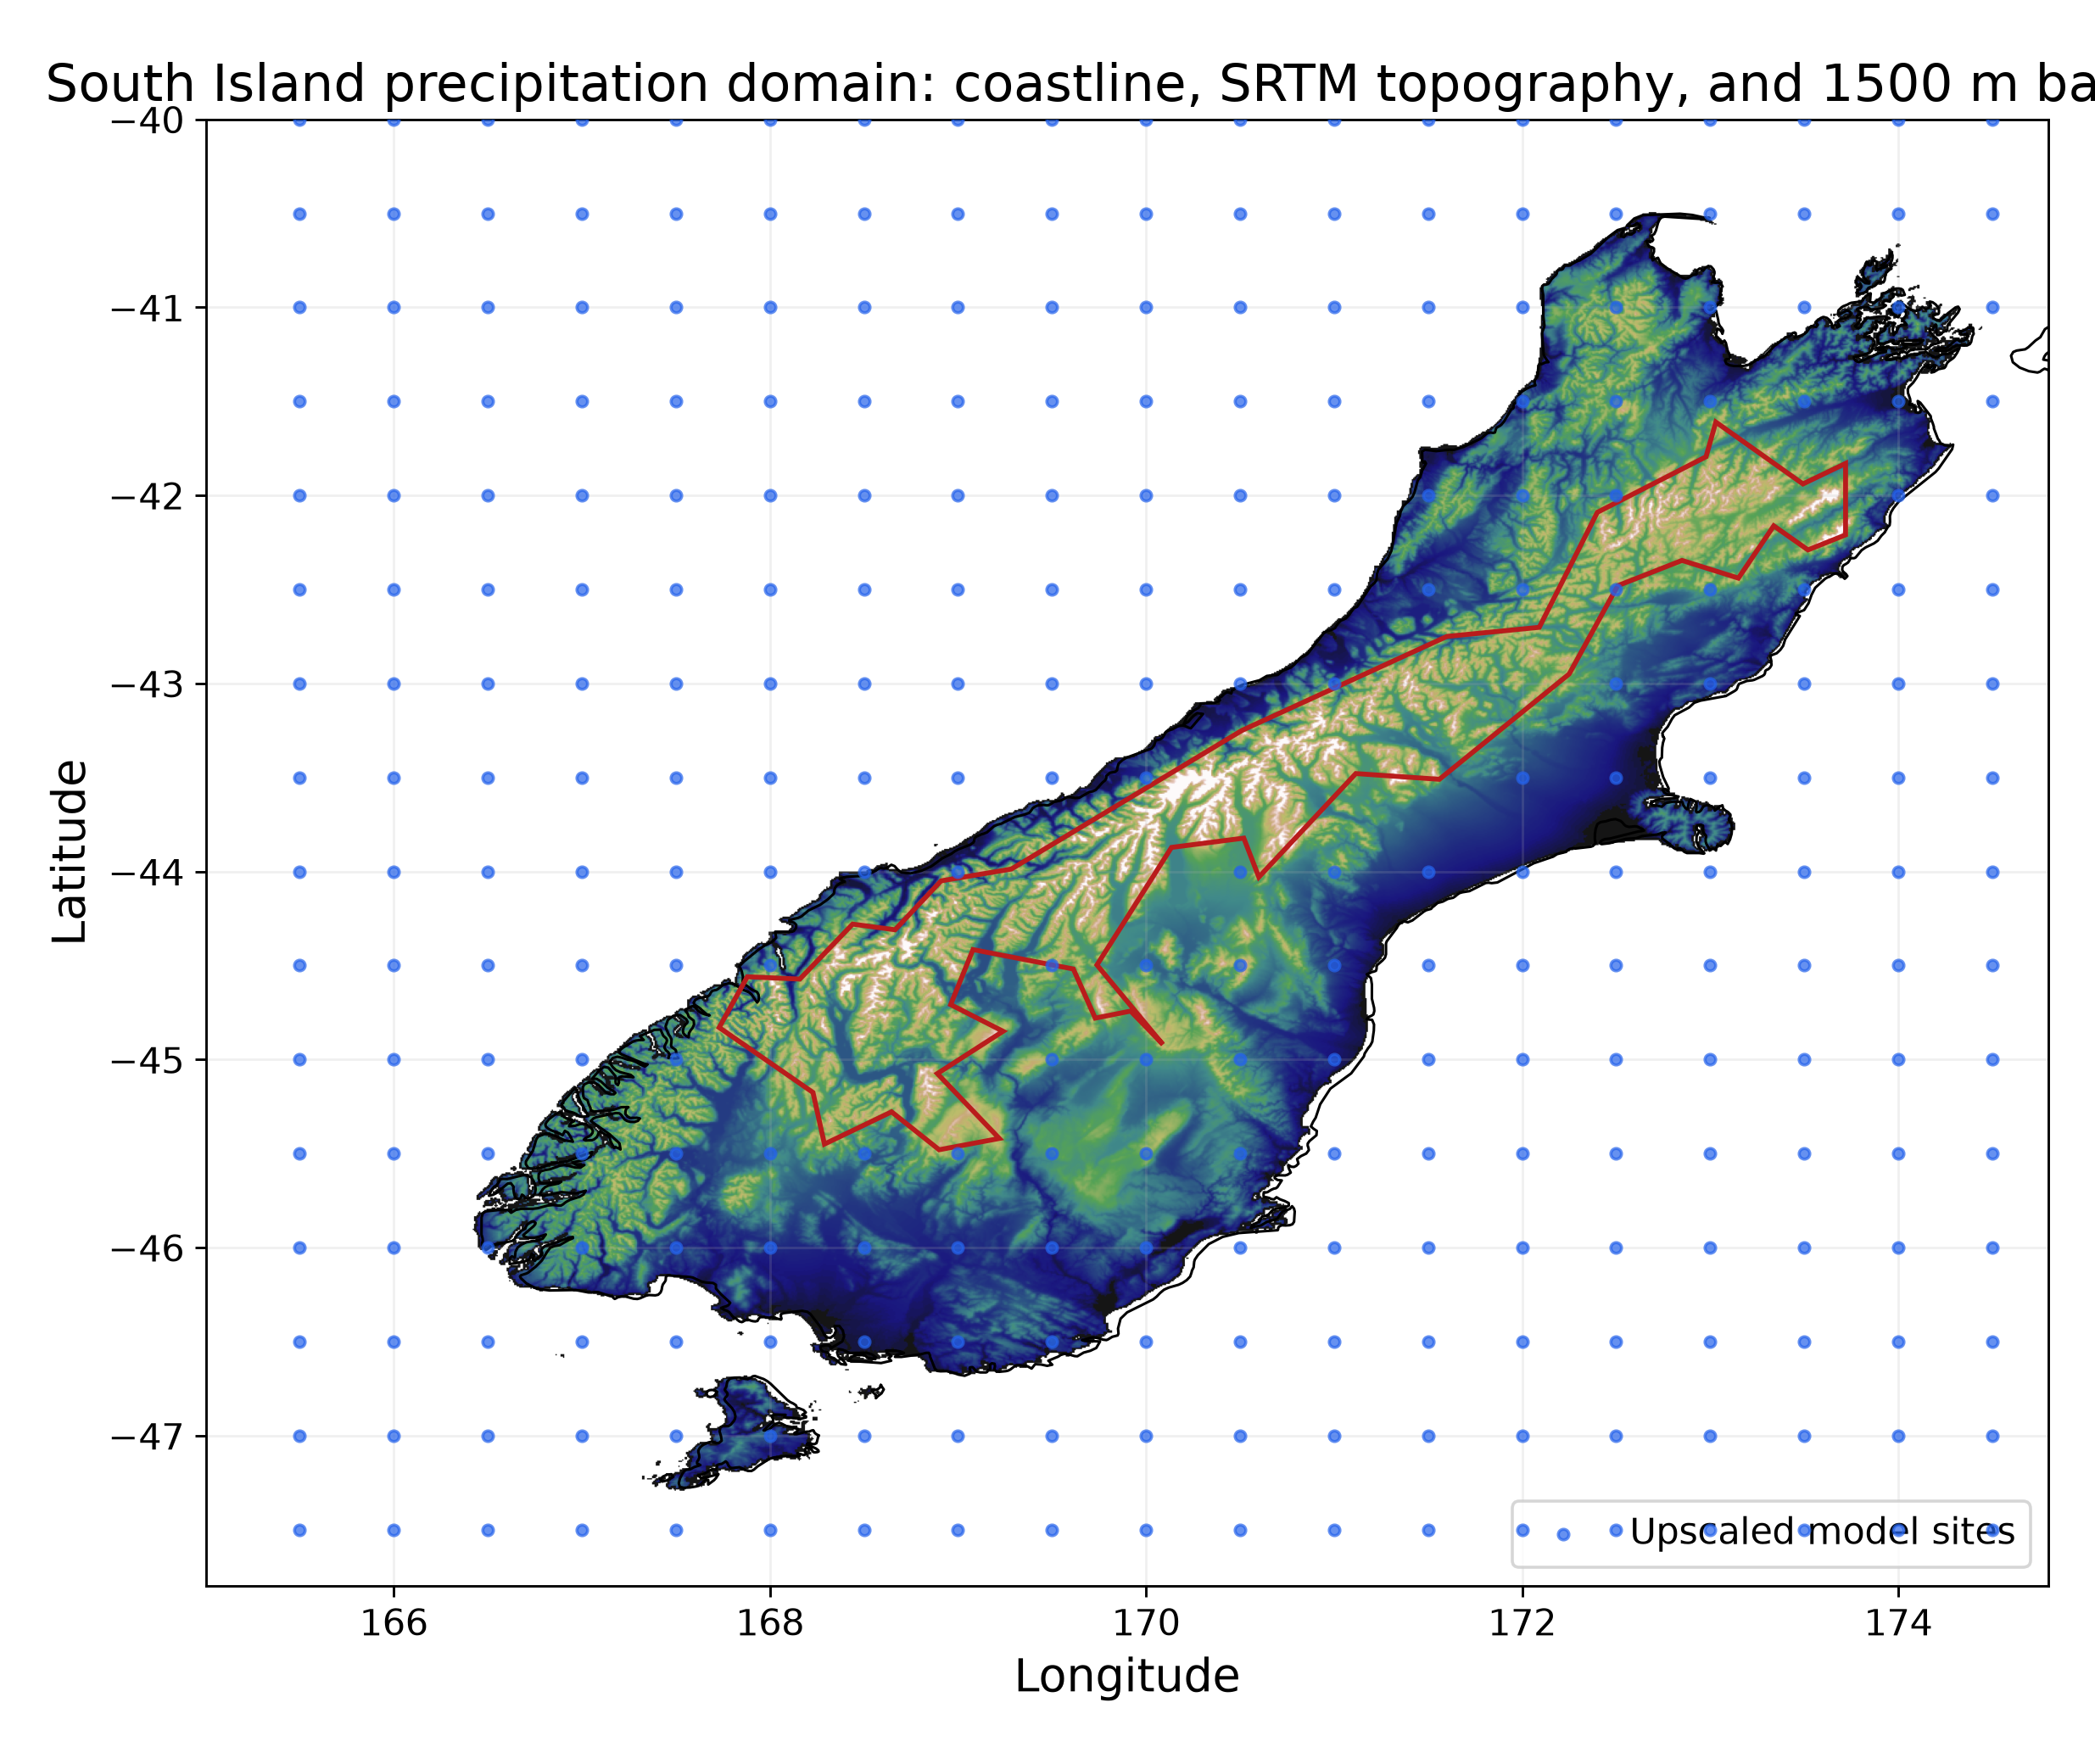 South Island precipitation domain: coastline, SRTM topography, and 1500 m ba
−40
−41
−42
−43
−44
−45
−46
−47
Latitude
166 168 170 172 174
Longitude
Upscaled model sites